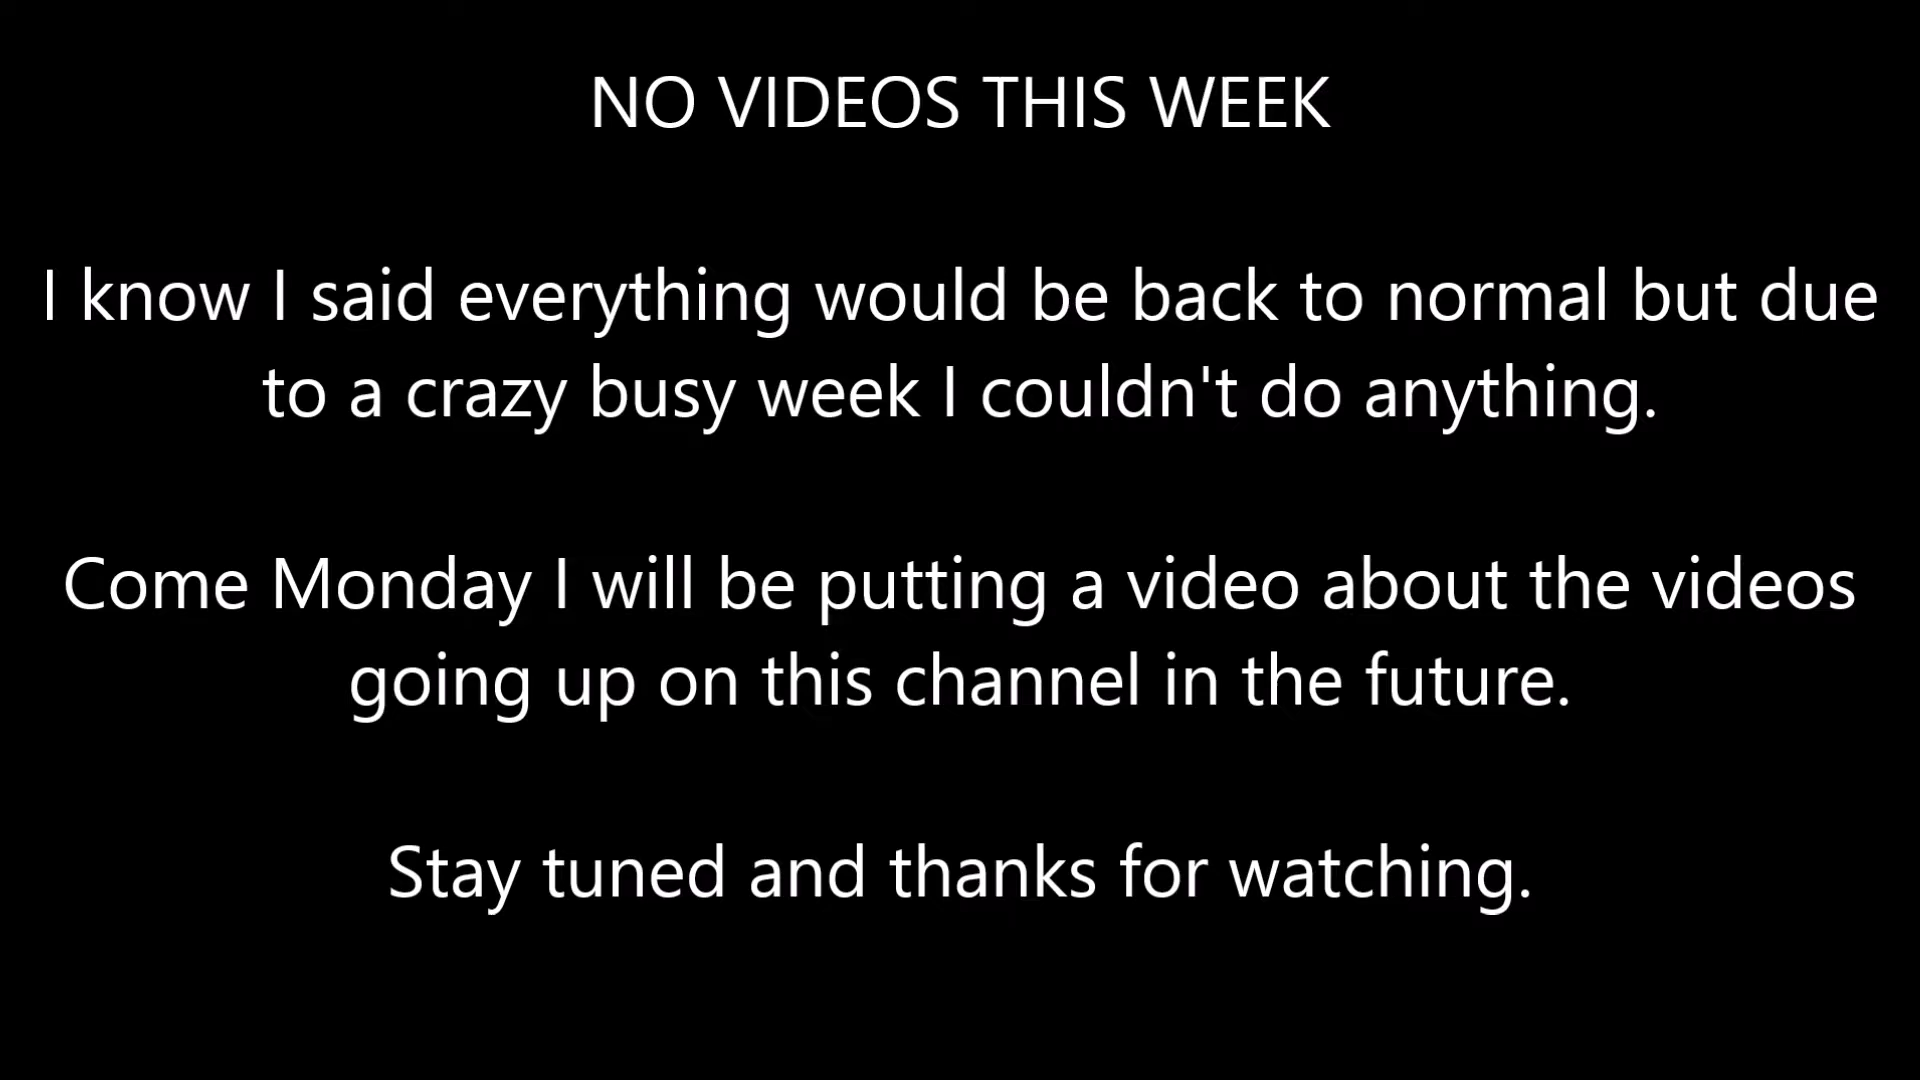 NO VIDEOS THIS WEEK
I know I said everything would be back to normal but due
to a crazy busy week I couldn't do anything.
Come Monday I will be putting a video about the videos
going up on this channel in the future.
Stay tuned and thanks for watching.